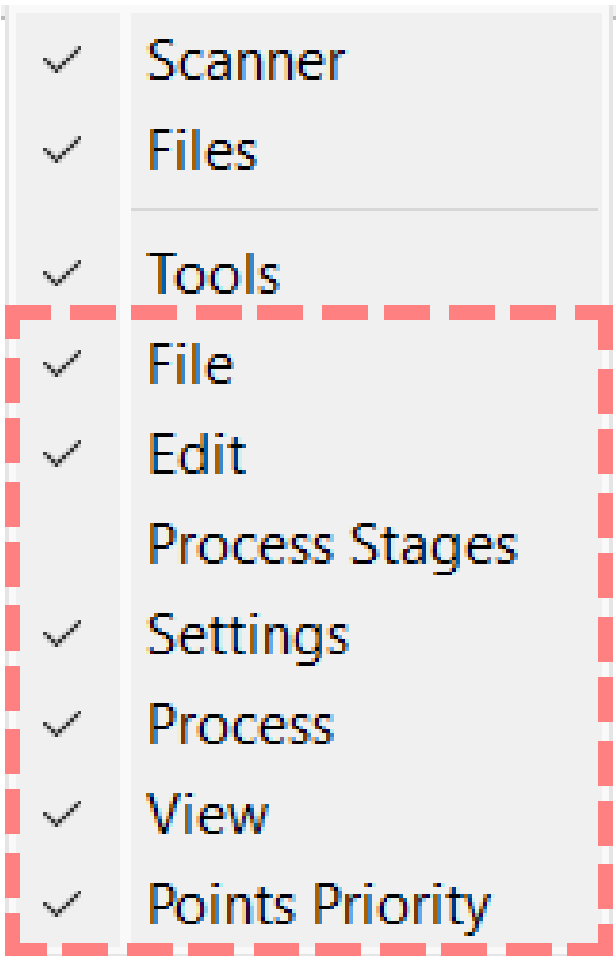 Scanner
Files
Tools
File
Edit
Process Stages
Settings
Process
View
Points Priority